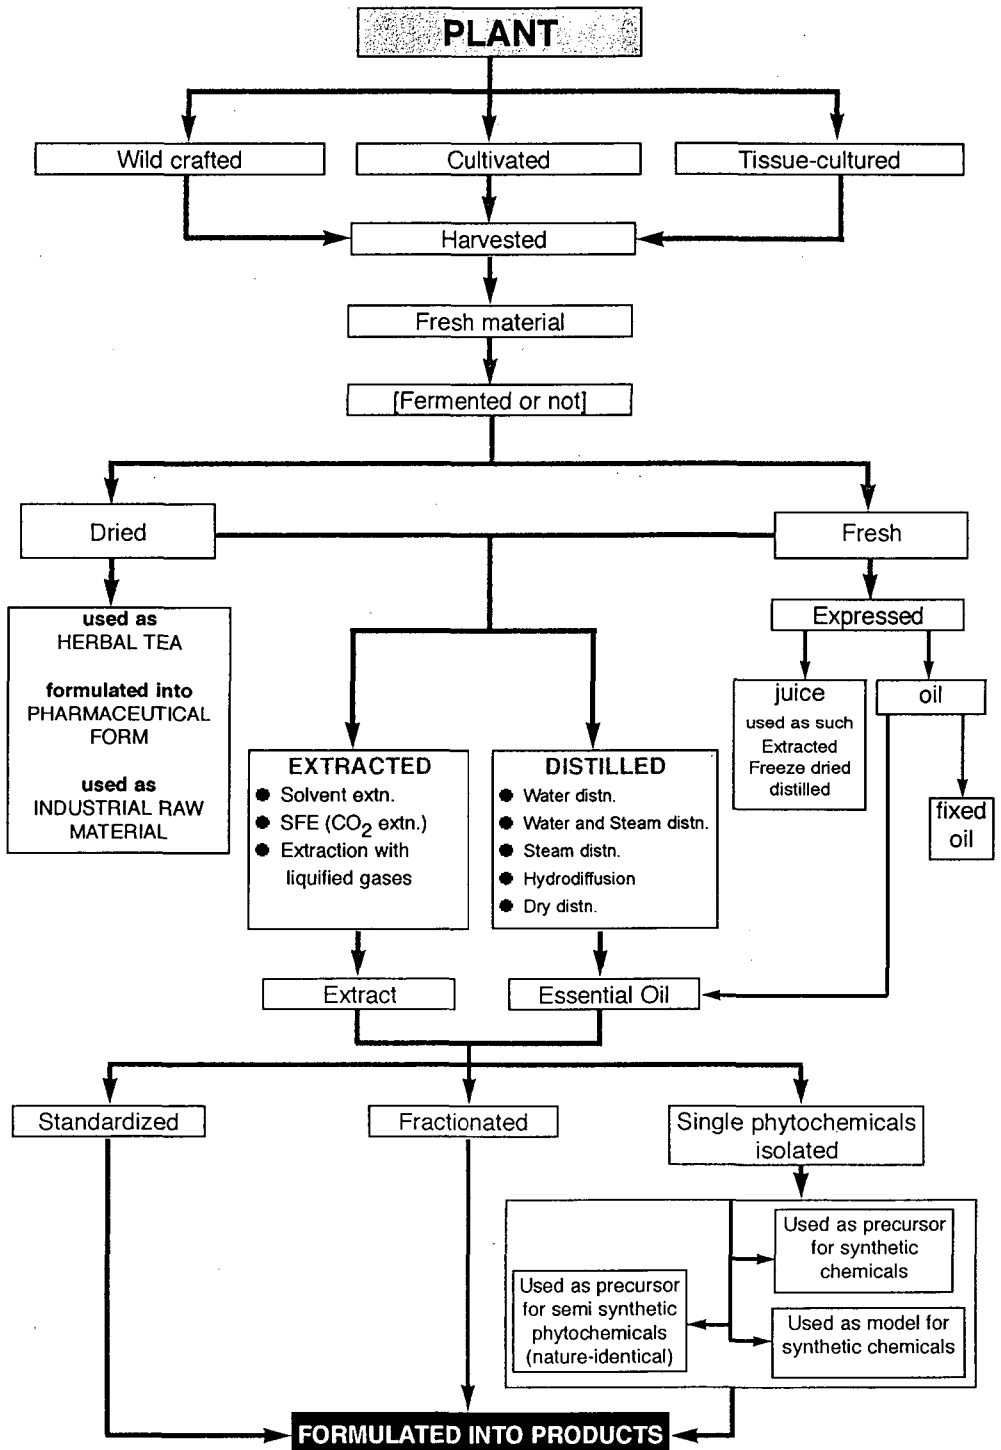 PLANT
Wild crafted
Cultivated
Tissue-cultured
Harvested
Fresh material
[Fermented or not]
Dried
Fresh
used as
HERBAL TEA
formulated into
PHARMACEUTICAL
FORM
used as
INDUSTRIAL RAW
MATERIAL
Expressed
juice
used as such
Extracted
Freeze dried
distilled
oil
fixed
oil
EXTRACTED
● Solvent extn.
● SFE (CO₂ extn.)
● Extraction with
liquified gases
DISTILLED
● Water distn.
● Water and Steam distn.
● Steam distn.
● Hydrodiffusion
● Dry distn.
Extract
Essential Oil
Standardized
Fractionated
Single phytochemicals
isolated
Used as precursor
for synthetic
chemicals
Used as precursor
for semi synthetic
phytochemicals
(nature-identical)
Used as model for
synthetic chemicals
FORMULATED INTO PRODUCTS